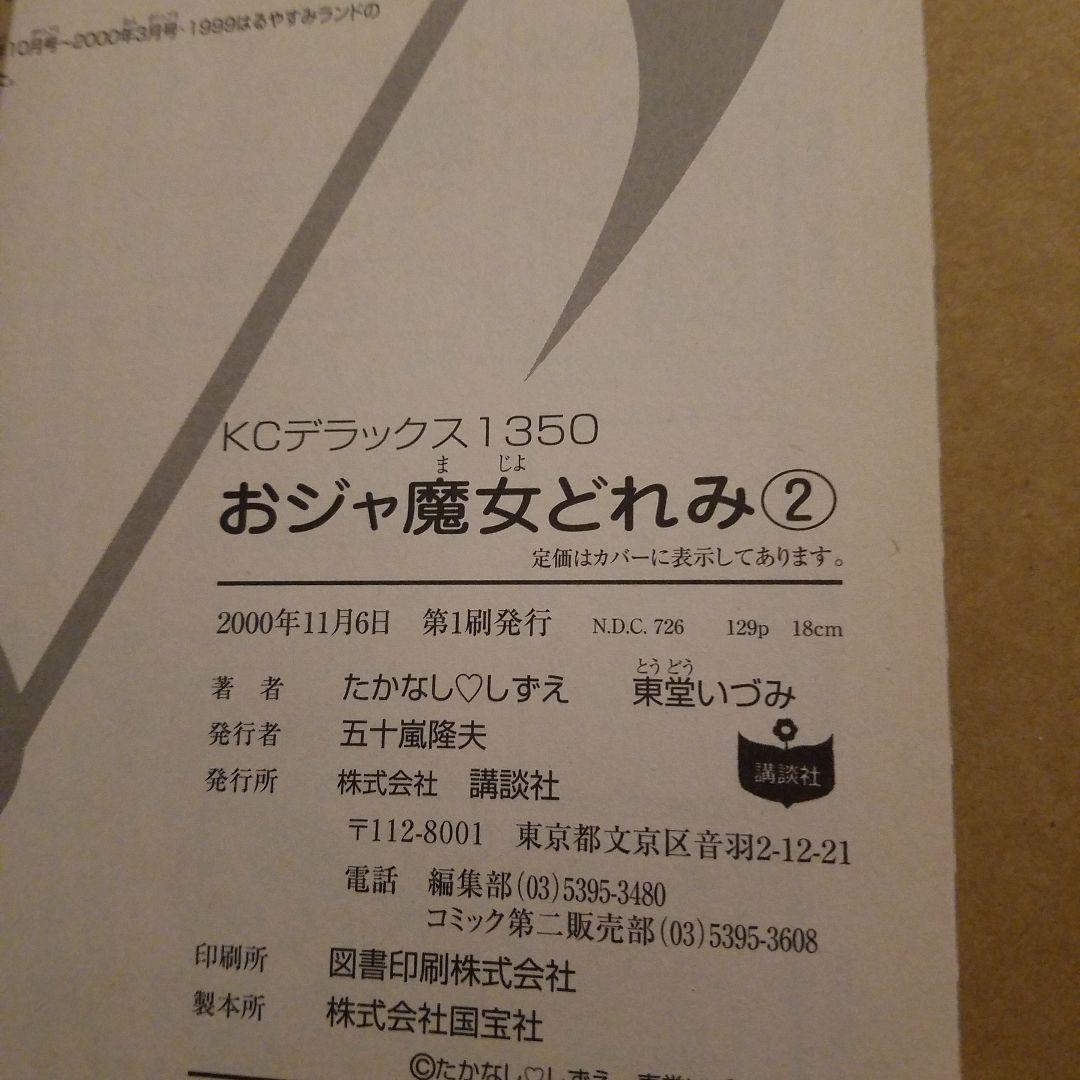 10月号～2000年3月号・1999はるやすみランドの
KCデラックス1350
おジャ魔女どれみ②
定価はカバーに表示してあります。
2000年11月6日 第1刷発行 N.D.C. 726 129p 18cm
著者 たかなし♡しずえ 東堂いづみ
発行者 五十嵐隆夫
発行所 株式会社 講談社
講談社
〒112-8001 東京都文京区音羽2-12-21
電話 編集部(03)5395-3480
コミック第二販売部(03)5395-3608
印刷所 図書印刷株式会社
製本所 株式会社国宝社
©たかなし♡しずえ